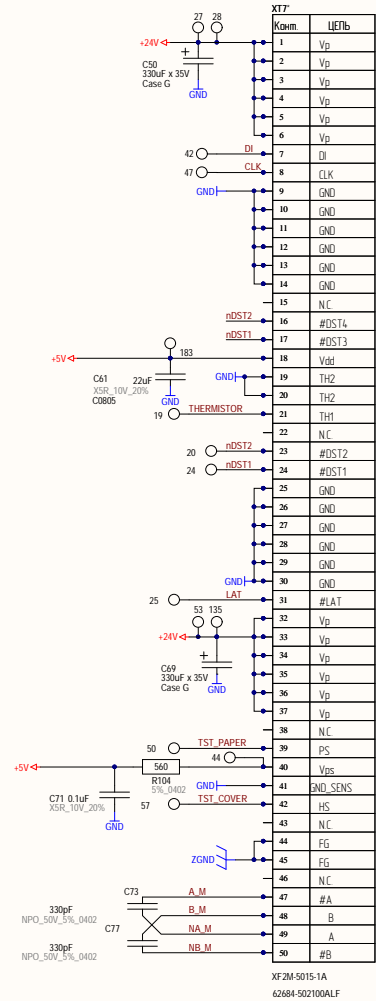 XT7'
Конт. ЦЕПЬ
27 28
+24V 1 Vp
C50
330uF x 35V
Case G
+
GND
2 Vp
3 Vp
4 Vp
5 Vp
6 Vp
42 DI 7 DI
47 CLK 8 CLK
GND 9 GND
10 GND
11 GND
12 GND
13 GND
14 GND
15 N.C.
nDST2 16 #DST4
nDST1 17 #DST3
+5V 183 18 Vdd
C61 22uF
X5R_10V_20%
C0805
GND
GND 19 TH2
20 TH2
19 THERMISTOR 21 TH1
22 N.C.
20 nDST2 23 #DST2
24 nDST1 24 #DST1
25 GND
26 GND
27 GND
28 GND
29 GND
GND 30 GND
25 LAT 31 #LAT
53 135
32 Vp
+24V 33 Vp
C69
330uF x 35V
Case G
+
GND
34 Vp
35 Vp
36 Vp
37 Vp
38 N.C.
50 TST_PAPER 39 PS
44
+5V 560 40 Vps
R104
5%_0402
C71 0.1uF
X5R_10V_20%
GND
GND 41 GND_SENS
57 TST_COVER 42 HS
43 N.C.
44 FG
ZGND 45 FG
46 N.C.
C73 A_M 47 #A
330pF
NPO_50V_5%_0402
B_M 48 B
C77 NA_M 49 A
330pF
NPO_50V_5%_0402
NB_M 50 #B
XF2M-5015-1A
62684-502100ALF